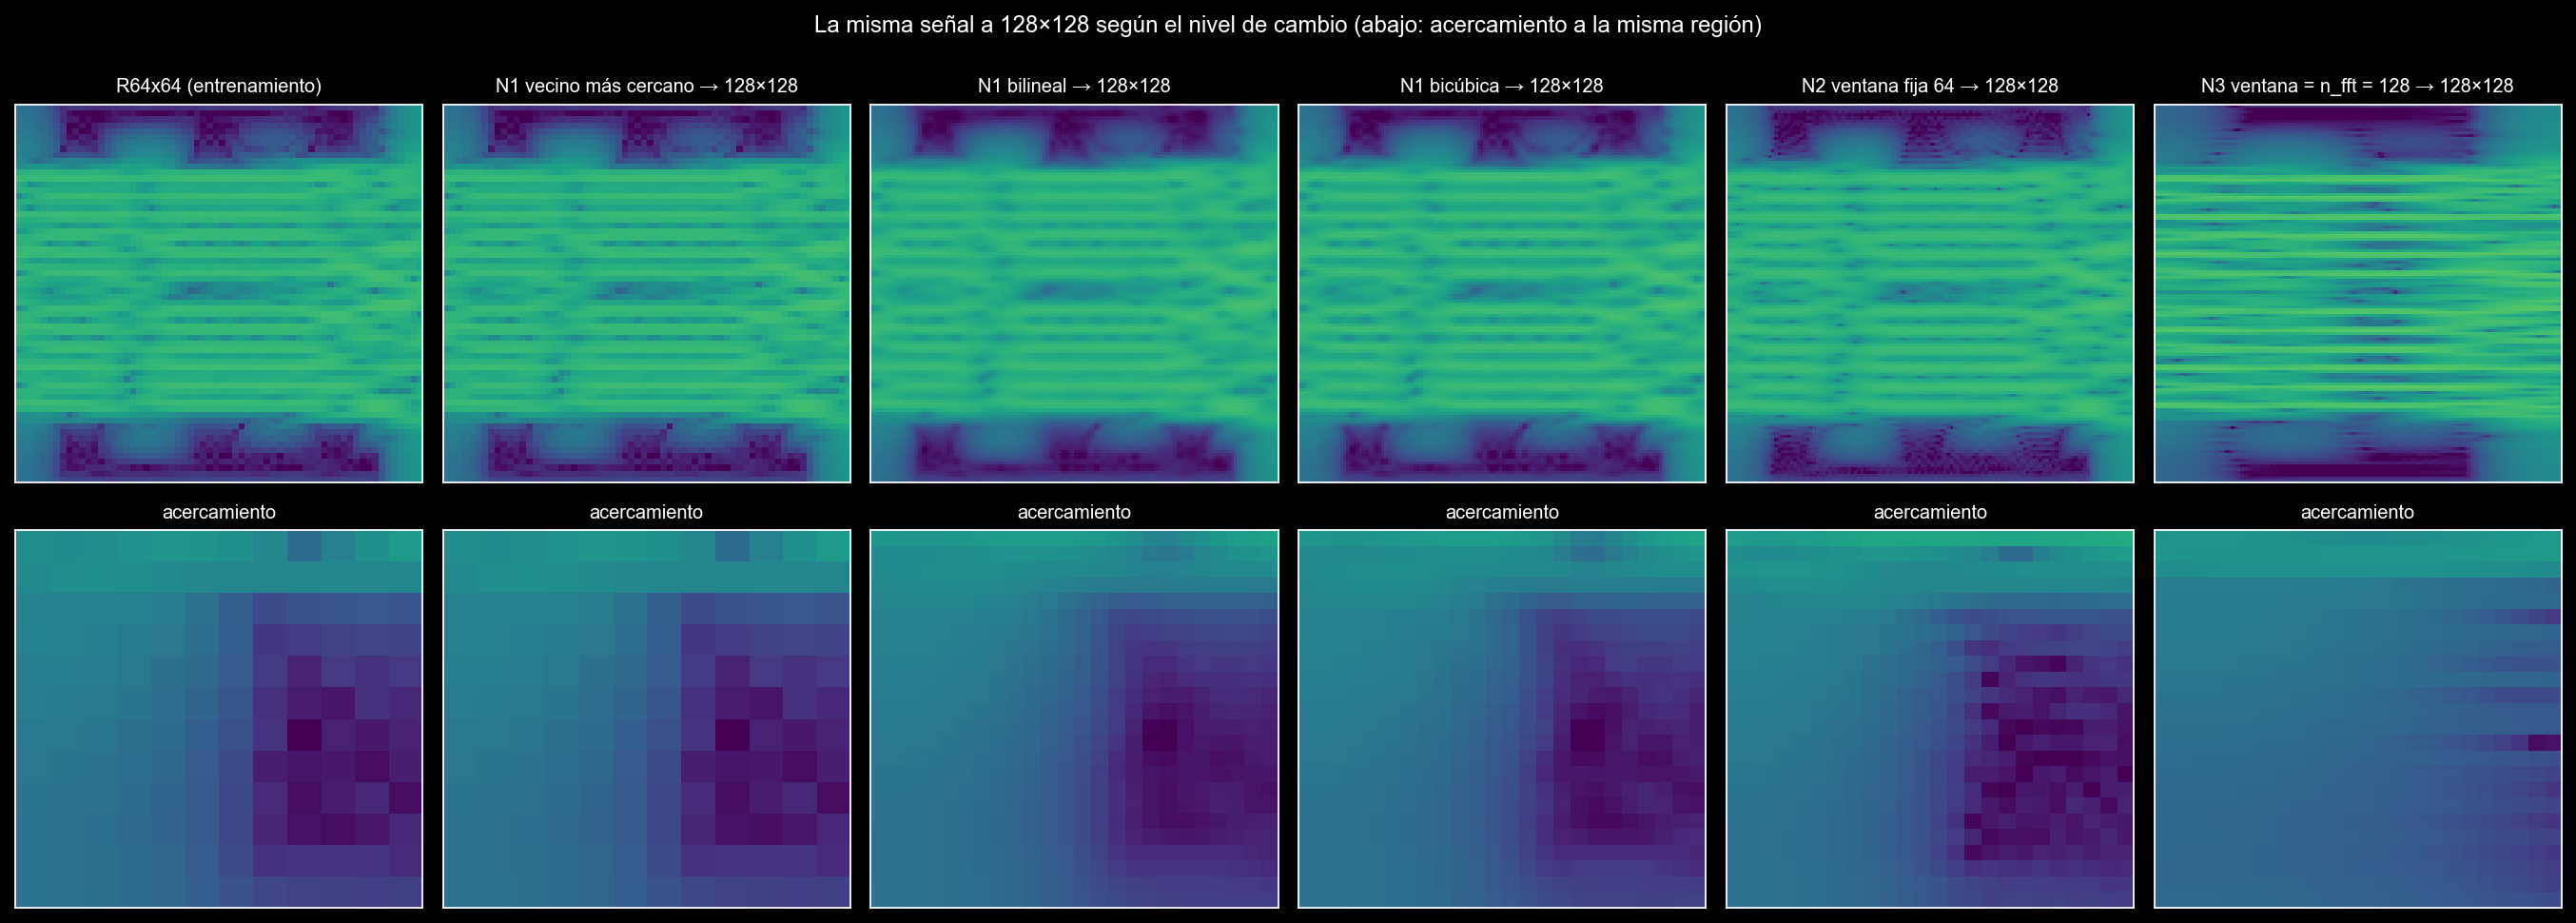 La misma señal a 128×128 según el nivel de cambio (abajo: acercamiento a la misma región)
R64x64 (entrenamiento)
N1 vecino más cercano → 128×128
N1 bilineal → 128×128
N1 bicúbica → 128×128
N2 ventana fija 64 → 128×128
N3 ventana = n_fft = 128 → 128×128
acercamiento
acercamiento
acercamiento
acercamiento
acercamiento
acercamiento